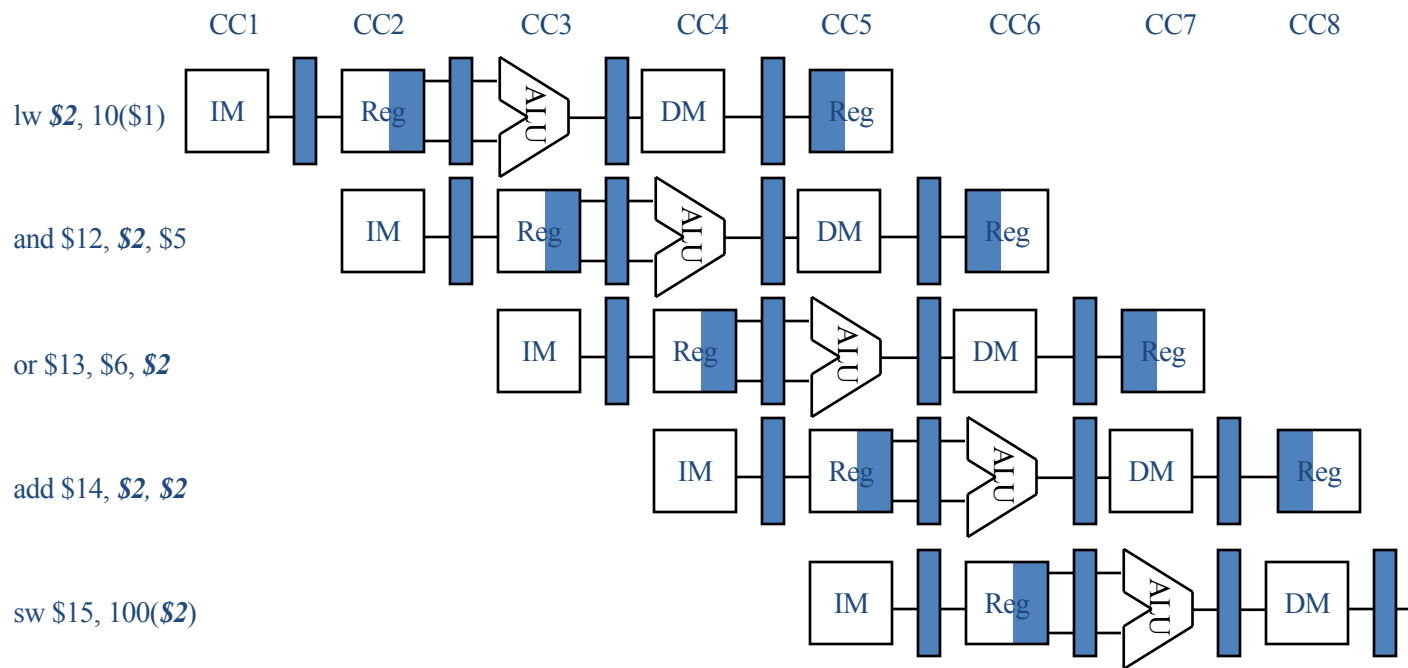 CC1 CC2 CC3 CC4 CC5 CC6 CC7 CC8
lw $2, 10($1) IM Reg ALU DM Reg
and $12, $2, $5 IM Reg ALU DM Reg
or $13, $6, $2 IM Reg ALU DM Reg
add $14, $2, $2 IM Reg ALU DM Reg
sw $15, 100($2) IM Reg ALU DM